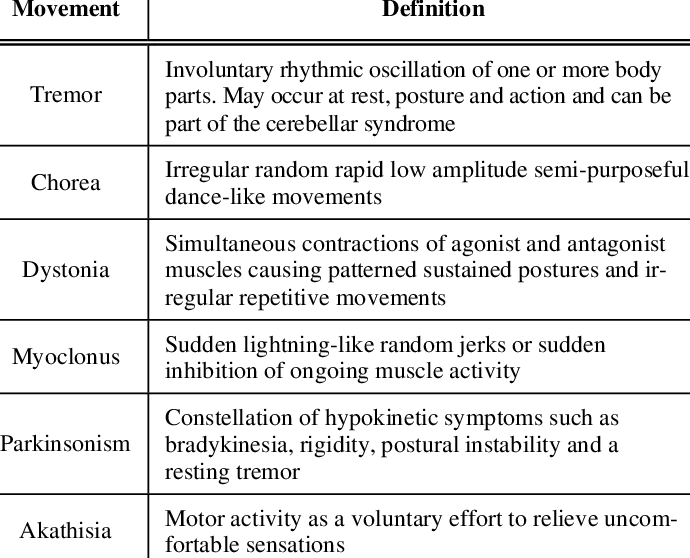 Movement Definition
Tremor
Involuntary rhythmic oscillation of one or more body
parts. May occur at rest, posture and action and can be
part of the cerebellar syndrome
Chorea
Irregular random rapid low amplitude semi-purposeful
dance-like movements
Dystonia
Simultaneous contractions of agonist and antagonist
muscles causing patterned sustained postures and ir-
regular repetitive movements
Myoclonus
Sudden lightning-like random jerks or sudden
inhibition of ongoing muscle activity
Parkinsonism
Constellation of hypokinetic symptoms such as
bradykinesia, rigidity, postural instability and a
resting tremor
Akathisia
Motor activity as a voluntary effort to relieve uncom-
fortable sensations